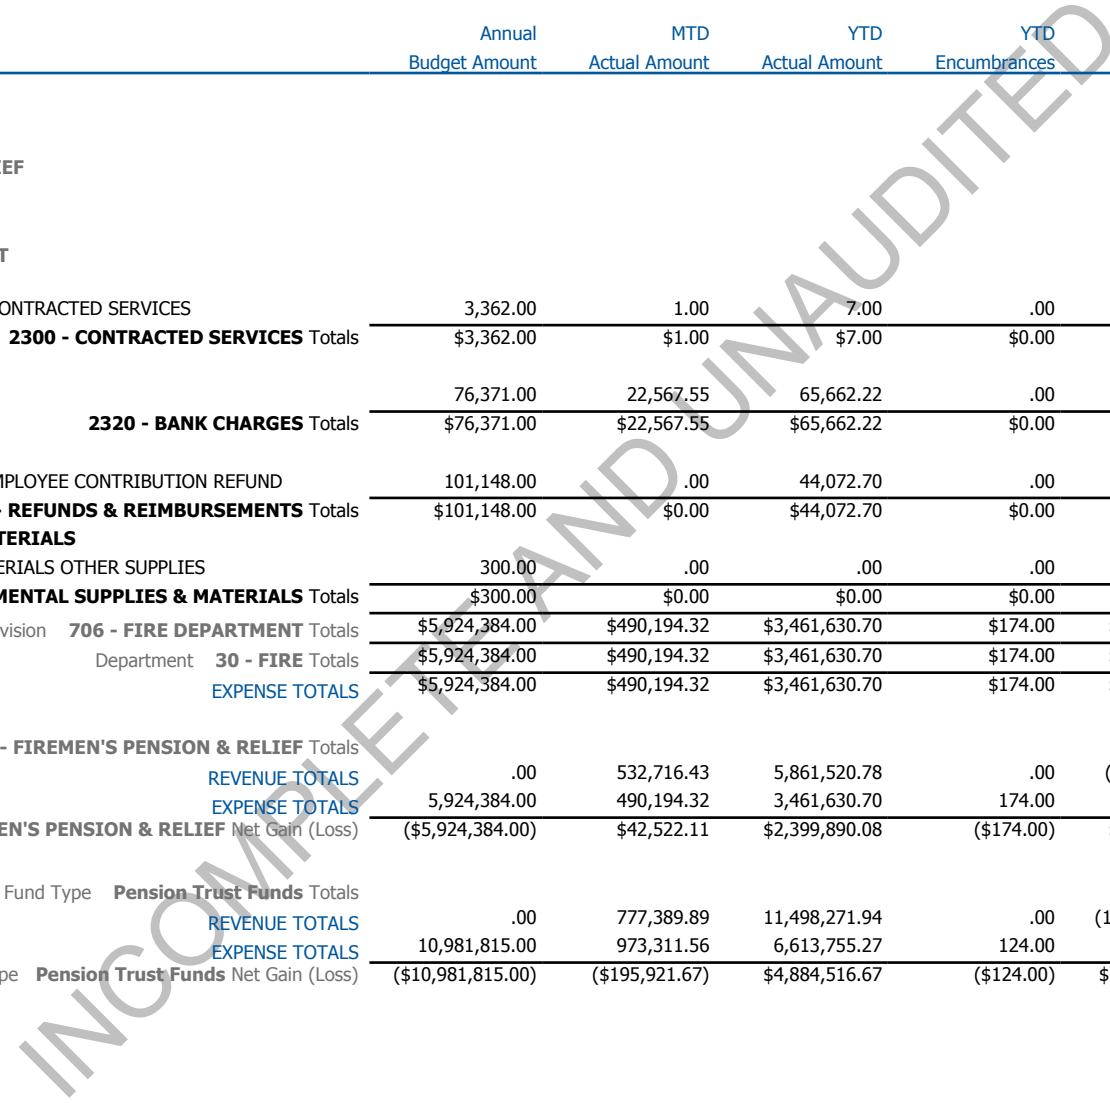 Annual MTD YTD YTD
Budget Amount Actual Amount Actual Amount Encumbrances
IEF
T
ONTRACTED SERVICES 3,362.00 1.00 7.00 .00
2300 - CONTRACTED SERVICES Totals $3,362.00 $1.00 $7.00 $0.00
76,371.00 22,567.55 65,662.22 .00
2320 - BANK CHARGES Totals $76,371.00 $22,567.55 $65,662.22 $0.00
MPLOYEE CONTRIBUTION REFUND 101,148.00 .00 44,072.70 .00
- REFUNDS & REIMBURSEMENTS Totals $101,148.00 $0.00 $44,072.70 $0.00
TERIALS
ERIALS OTHER SUPPLIES 300.00 .00 .00 .00
MENTAL SUPPLIES & MATERIALS Totals $300.00 $0.00 $0.00 $0.00
vision 706 - FIRE DEPARTMENT Totals $5,924,384.00 $490,194.32 $3,461,630.70 $174.00
Department 30 - FIRE Totals $5,924,384.00 $490,194.32 $3,461,630.70 $174.00
EXPENSE TOTALS $5,924,384.00 $490,194.32 $3,461,630.70 $174.00
- FIREMEN'S PENSION & RELIEF Totals
REVENUE TOTALS .00 532,716.43 5,861,520.78 .00 (
EXPENSE TOTALS 5,924,384.00 490,194.32 3,461,630.70 174.00
EN'S PENSION & RELIEF Net Gain (Loss) ($5,924,384.00) $42,522.11 $2,399,890.08 ($174.00)
Fund Type Pension Trust Funds Totals
REVENUE TOTALS .00 777,389.89 11,498,271.94 .00 (1
EXPENSE TOTALS 10,981,815.00 973,311.56 6,613,755.27 124.00
pe Pension Trust Funds Net Gain (Loss) ($10,981,815.00) ($195,921.67) $4,884,516.67 ($124.00) $
INCOMPLETE AND UNAUDITED